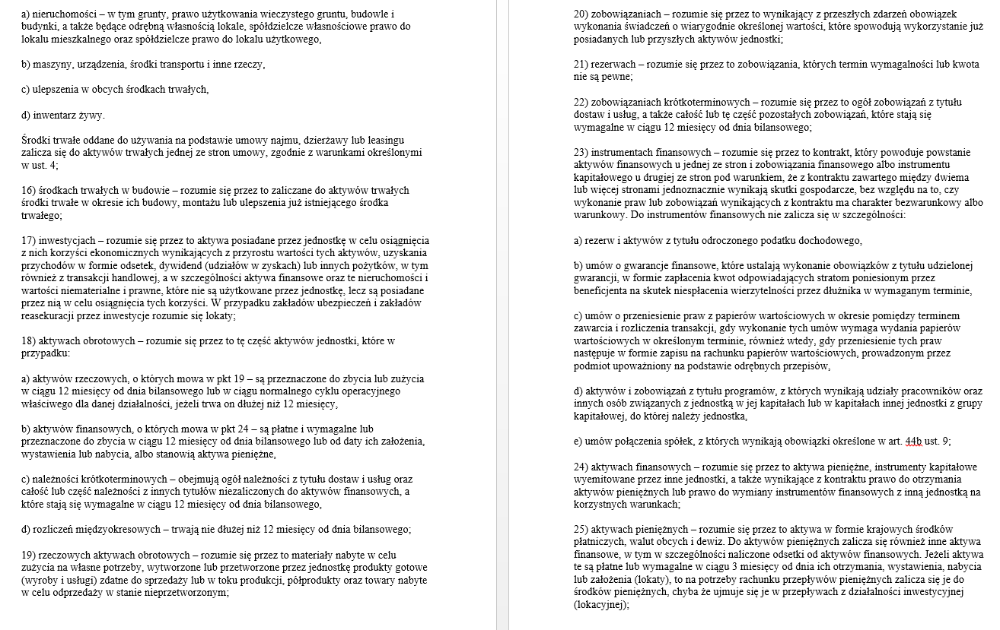 a) nieruchomości – w tym grunty, prawo użytkowania wieczystego gruntu, budowle i
budynki, a także będące odrębną własnością lokale, spółdzielcze własnościowe prawo do
lokalu mieszkalnego oraz spółdzielcze prawo do lokalu użytkowego,
b) maszyny, urządzenia, środki transportu i inne rzeczy,
c) ulepszenia w obcych środkach trwałych,
d) inwentarz żywy.
Środki trwałe oddane do używania na podstawie umowy najmu, dzierżawy lub leasingu
zalicza się do aktywów trwałych jednej ze stron umowy, zgodnie z warunkami określonymi
w ust. 4;
16) środkach trwałych w budowie – rozumie się przez to zaliczane do aktywów trwałych
środki trwałe w okresie ich budowy, montażu lub ulepszenia już istniejącego środka
trwałego;
17) inwestycjach – rozumie się przez to aktywa posiadane przez jednostkę w celu osiągnięcia
z nich korzyści ekonomicznych wynikających z przyrostu wartości tych aktywów, uzyskania
przychodów w formie odsetek, dywidend (udziałów w zyskach) lub innych pożytków, w tym
również z transakcji handlowej, a w szczególności aktywa finansowe oraz te nieruchomości i
wartości niematerialne i prawne, które nie są użytkowane przez jednostkę, lecz są posiadane
przez nią w celu osiągnięcia tych korzyści. W przypadku zakładów ubezpieczeń i zakładów
reasekuracji przez inwestycje rozumie się lokaty;
18) aktywach obrotowych – rozumie się przez to tę część aktywów jednostki, które w
przypadku:
a) aktywów rzeczowych, o których mowa w pkt 19 – są przeznaczone do zbycia lub zużycia
w ciągu 12 miesięcy od dnia bilansowego lub w ciągu normalnego cyklu operacyjnego
właściwego dla danej działalności, jeżeli trwa on dłużej niż 12 miesięcy,
b) aktywów finansowych, o których mowa w pkt 24 – są płatne i wymagalne lub
przeznaczone do zbycia w ciągu 12 miesięcy od dnia bilansowego lub od daty ich założenia,
wystawienia lub nabycia, albo stanowią aktywa pieniężne,
c) należności krótkoterminowych – obejmują ogół należności z tytułu dostaw i usług oraz
całość lub część należności z innych tytułów niezaliczonych do aktywów finansowych, a
które stają się wymagalne w ciągu 12 miesięcy od dnia bilansowego,
d) rozliczeń międzyokresowych – trwają nie dłużej niż 12 miesięcy od dnia bilansowego;
19) rzeczowych aktywach obrotowych – rozumie się przez to materiały nabyte w celu
zużycia na własne potrzeby, wytworzone lub przetworzone przez jednostkę produkty gotowe
(wyroby i usługi) zdatne do sprzedaży lub w toku produkcji, półprodukty oraz towary nabyte
w celu odprzedaży w stanie nieprzetworzonym;
20) zobowiązaniach – rozumie się przez to wynikający z przeszłych zdarzeń obowiązek
wykonania świadczeń o wiarygodnie określonej wartości, które spowodują wykorzystanie już
posiadanych lub przyszłych aktywów jednostki;
21) rezerwach – rozumie się przez to zobowiązania, których termin wymagalności lub kwota
nie są pewne;
22) zobowiązaniach krótkoterminowych – rozumie się przez to ogół zobowiązań z tytułu
dostaw i usług, a także całość lub tę część pozostałych zobowiązań, które stają się
wymagalne w ciągu 12 miesięcy od dnia bilansowego;
23) instrumentach finansowych – rozumie się przez to kontrakt, który powoduje powstanie
aktywów finansowych u jednej ze stron i zobowiązania finansowego albo instrumentu
kapitałowego u drugiej ze stron pod warunkiem, że z kontraktu zawartego między dwiema
lub więcej stronami jednoznacznie wynikają skutki gospodarcze, bez względu na to, czy
wykonanie praw lub zobowiązań wynikających z kontraktu ma charakter bezwarunkowy albo
warunkowy. Do instrumentów finansowych nie zalicza się w szczególności:
a) rezerw i aktywów z tytułu odroczonego podatku dochodowego,
b) umów o gwarancje finansowe, które ustalają wykonanie obowiązków z tytułu udzielonej
gwarancji, w formie zapłacenia kwot odpowiadających stratom poniesionym przez
beneficjenta na skutek niespłacenia wierzytelności przez dłużnika w wymaganym terminie,
c) umów o przeniesienie praw z papierów wartościowych w okresie pomiędzy terminem
zawarcia i rozliczenia transakcji, gdy wykonanie tych umów wymaga wydania papierów
wartościowych w określonym terminie, również wtedy, gdy przeniesienie tych praw
następuje w formie zapisu na rachunku papierów wartościowych, prowadzonym przez
podmiot upoważniony na podstawie odrębnych przepisów,
d) aktywów i zobowiązań z tytułu programów, z których wynikają udziały pracowników oraz
innych osób związanych z jednostką w jej kapitałach lub w kapitałach innej jednostki z grupy
kapitałowej, do której należy jednostka,
e) umów połączenia spółek, z których wynikają obowiązki określone w art. 44b ust. 9;
24) aktywach finansowych – rozumie się przez to aktywa pieniężne, instrumenty kapitałowe
wyemitowane przez inne jednostki, a także wynikające z kontraktu prawo do otrzymania
aktywów pieniężnych lub prawo do wymiany instrumentów finansowych z inną jednostką na
korzystnych warunkach;
25) aktywach pieniężnych – rozumie się przez to aktywa w formie krajowych środków
płatniczych, walut obcych i dewiz. Do aktywów pieniężnych zalicza się również inne aktywa
finansowe, w tym w szczególności naliczone odsetki od aktywów finansowych. Jeżeli aktywa
te są płatne lub wymagalne w ciągu 3 miesięcy od dnia ich otrzymania, wystawienia, nabycia
lub założenia (lokaty), to na potrzeby rachunku przepływów pieniężnych zalicza się je do
środków pieniężnych, chyba że ujmuje się je w przepływach z działalności inwestycyjnej
(lokacyjnej);